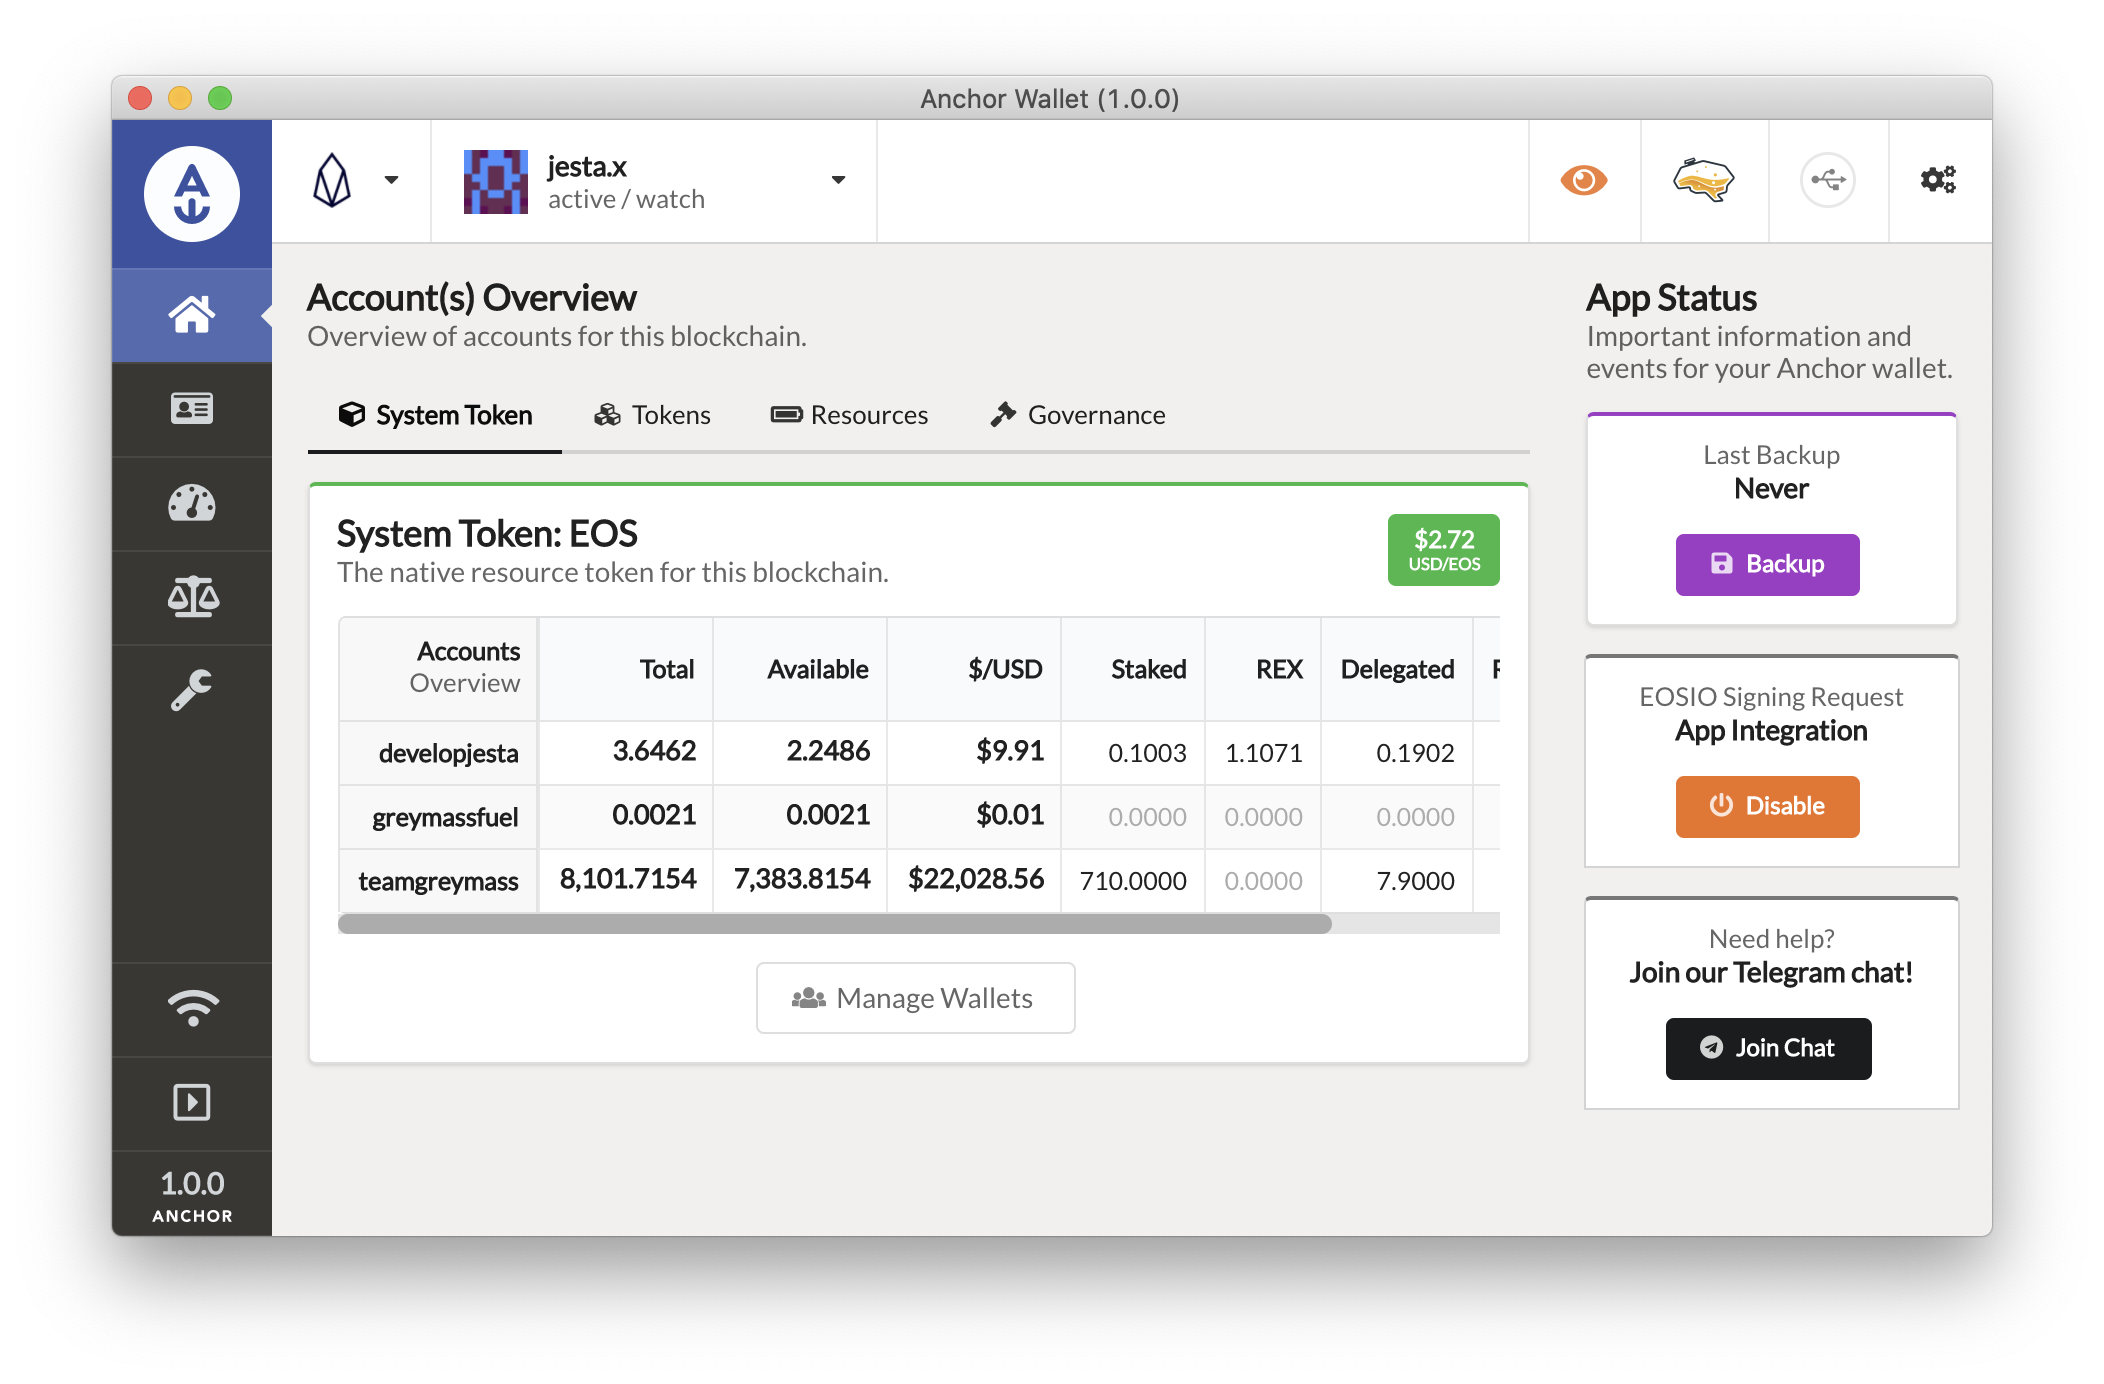 Anchor Wallet (1.0.0)
jesta.x
active / watch
Account(s) Overview
Overview of accounts for this blockchain.
System Token
Tokens
Resources
Governance
System Token: EOS
The native resource token for this blockchain.
$2.72
USD/EOS
Accounts
Overview
Total
Available
$/USD
Staked
REX
Delegated
developjesta
3.6462
2.2486
$9.91
0.1003
1.1071
0.1902
greymassfuel
0.0021
0.0021
$0.01
0.0000
0.0000
0.0000
teamgreymass
8,101.7154
7,383.8154
$22,028.56
710.0000
0.0000
7.9000
Manage Wallets
App Status
Important information and
events for your Anchor wallet.
Last Backup
Never
Backup
EOSIO Signing Request
App Integration
Disable
Need help?
Join our Telegram chat!
Join Chat
1.0.0
ANCHOR